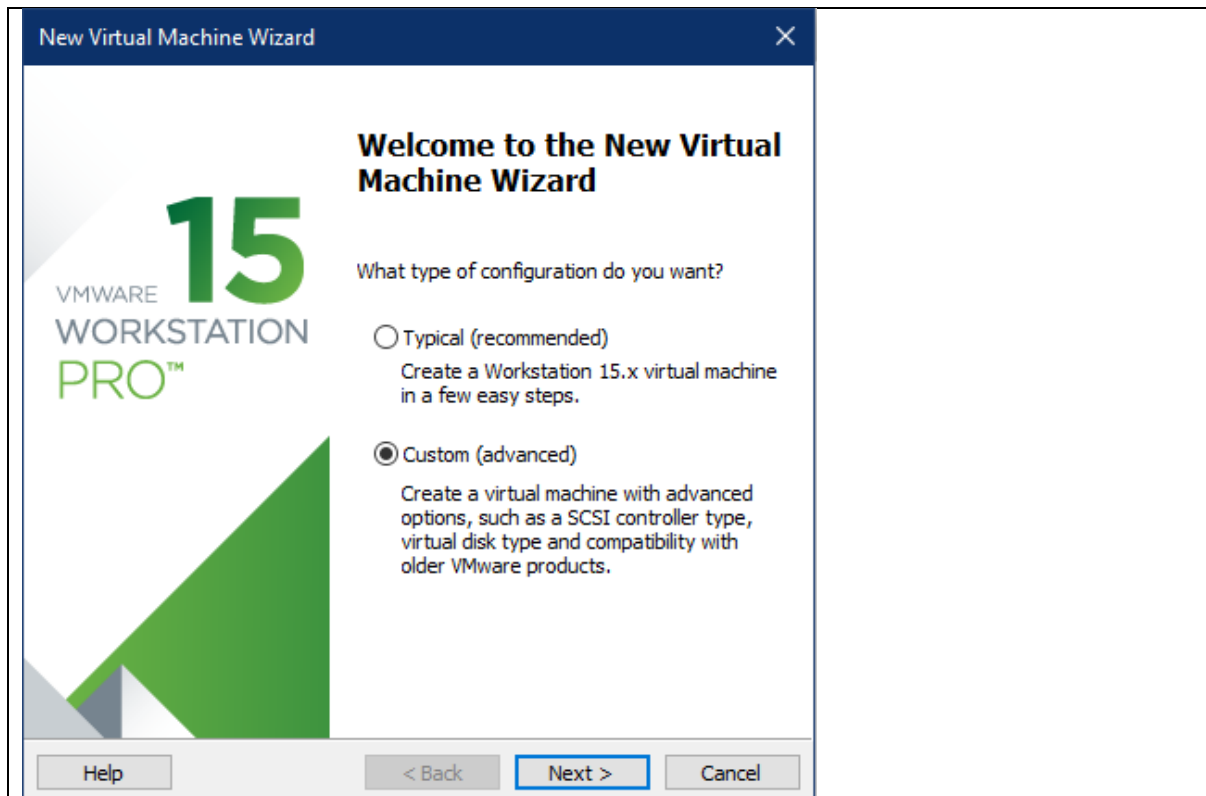 New Virtual Machine Wizard
Welcome to the New Virtual
Machine Wizard
15
VMWARE
WORKSTATION
PRO™
What type of configuration do you want?
Typical (recommended)
Create a Workstation 15.x virtual machine
in a few easy steps.
Custom (advanced)
Create a virtual machine with advanced
options, such as a SCSI controller type,
virtual disk type and compatibility with
older VMware products.
Help
< Back
Next >
Cancel